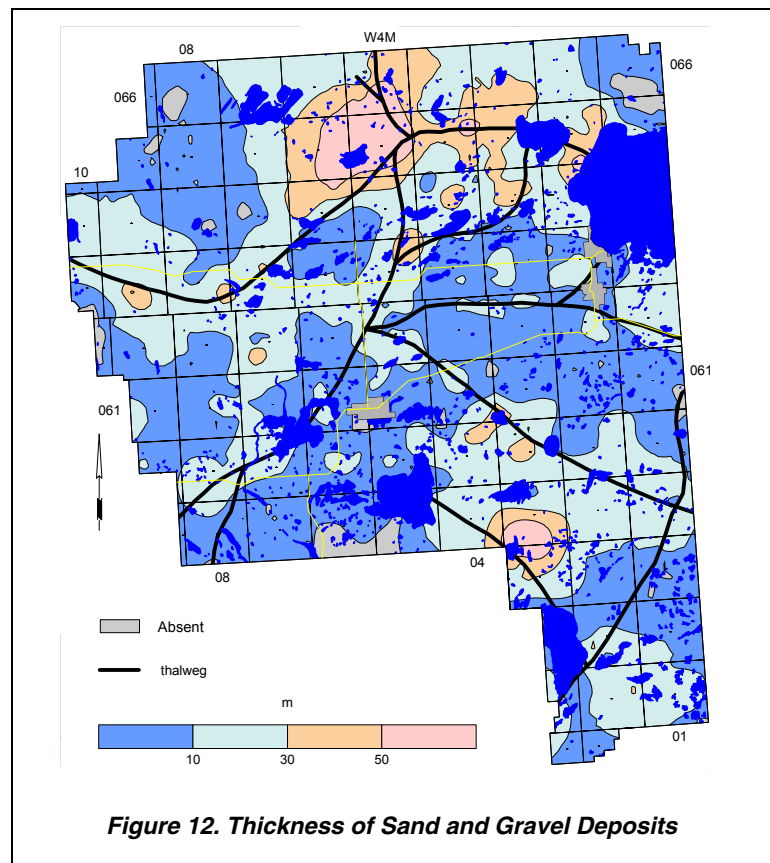 W4M
08
066
066
10
061
061
08
04
01
Absent
thalweg
m
10 30 50
Figure 12. Thickness of Sand and Gravel Deposits